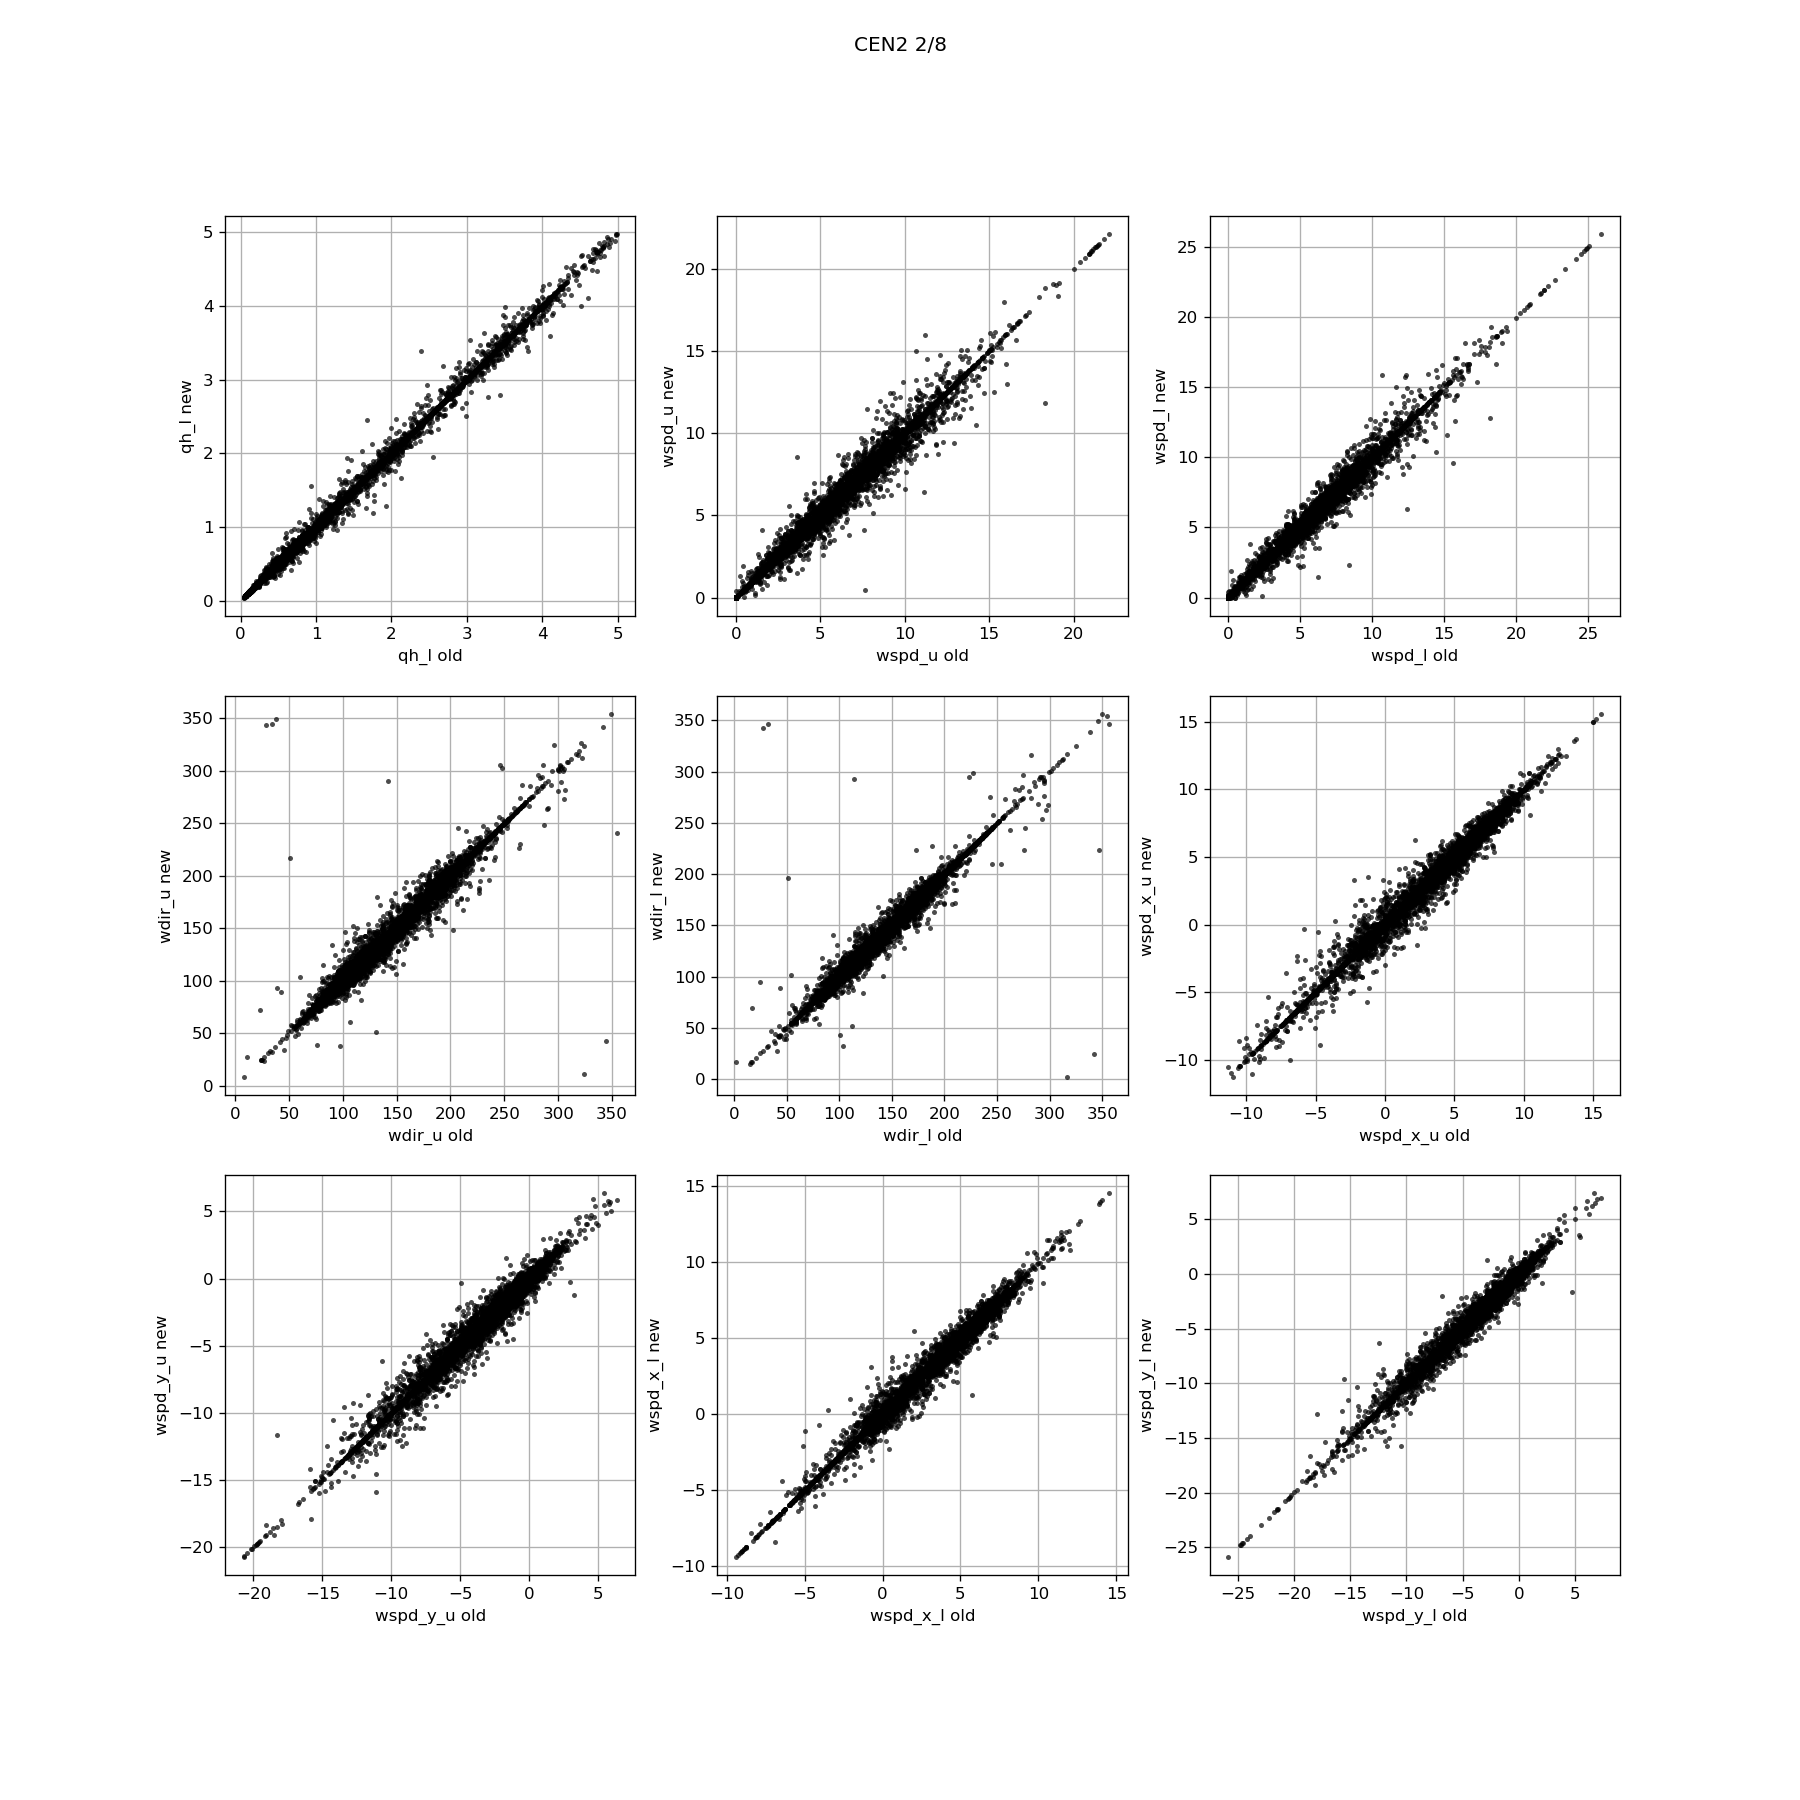 CEN2 2/8
5
4
3
2
1
0
qh_l new
0 1 2 3 4 5
qh_l old
20
15
10
5
0
wspd_u new
0 5 10 15 20
wspd_u old
25
20
15
10
5
0
wspd_l new
0 5 10 15 20 25
wspd_l old
350
300
250
200
150
100
50
0
wdir_u new
0 50 100 150 200 250 300 350
wdir_u old
350
300
250
200
150
100
50
0
wdir_l new
0 50 100 150 200 250 300 350
wdir_l old
15
10
5
0
−5
−10
wspd_x_u new
−10 −5 0 5 10 15
wspd_x_u old
5
0
−5
−10
−15
−20
wspd_y_u new
−20 −15 −10 −5 0 5
wspd_y_u old
15
10
5
0
−5
−10
wspd_x_l new
−10 −5 0 5 10 15
wspd_x_l old
5
0
−5
−10
−15
−20
−25
wspd_y_l new
−25 −20 −15 −10 −5 0 5
wspd_y_l old